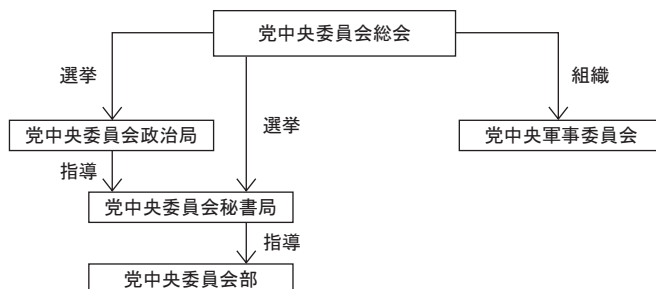 党中央委員会総会
選挙
組織
選挙
党中央委員会政治局
党中央軍事委員会
指導
党中央委員会秘書局
指導
党中央委員会部